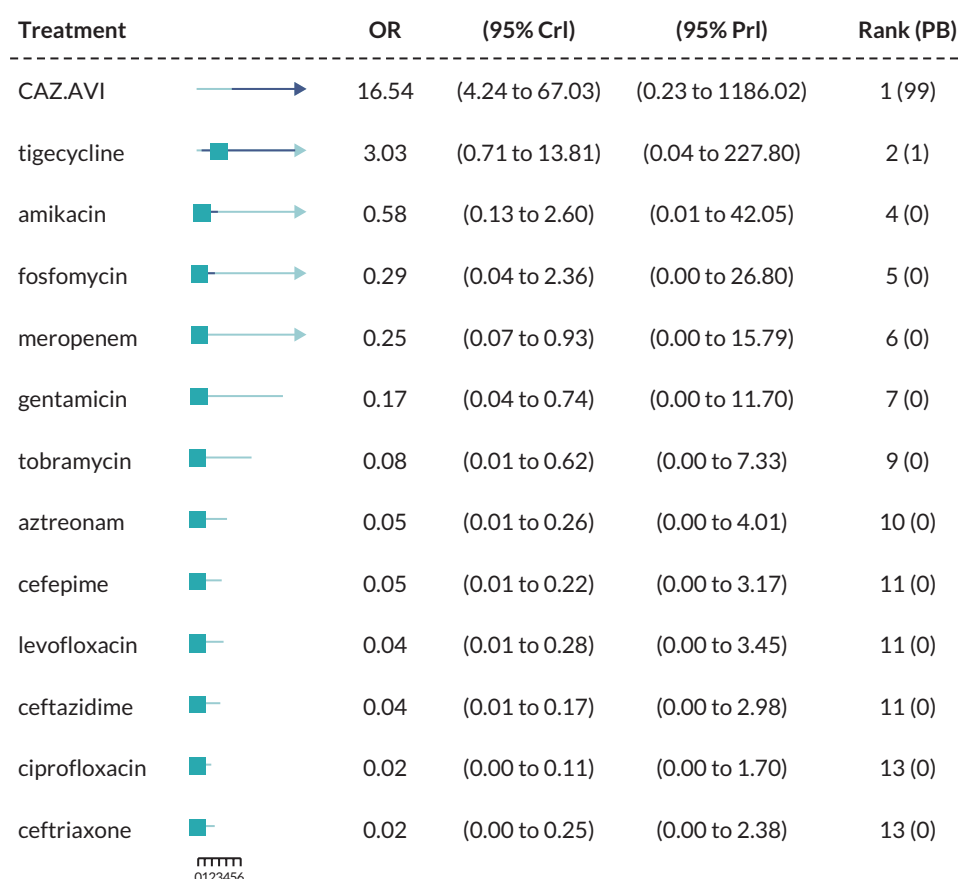 Treatment OR (95% CrI) (95% PrI) Rank (PB)
CAZ.AVI 16.54 (4.24 to 67.03) (0.23 to 1186.02) 1 (99)
tigecycline 3.03 (0.71 to 13.81) (0.04 to 227.80) 2 (1)
amikacin 0.58 (0.13 to 2.60) (0.01 to 42.05) 4 (0)
fosfomycin 0.29 (0.04 to 2.36) (0.00 to 26.80) 5 (0)
meropenem 0.25 (0.07 to 0.93) (0.00 to 15.79) 6 (0)
gentamicin 0.17 (0.04 to 0.74) (0.00 to 11.70) 7 (0)
tobramycin 0.08 (0.01 to 0.62) (0.00 to 7.33) 9 (0)
aztreonam 0.05 (0.01 to 0.26) (0.00 to 4.01) 10 (0)
cefepime 0.05 (0.01 to 0.22) (0.00 to 3.17) 11 (0)
levofloxacin 0.04 (0.01 to 0.28) (0.00 to 3.45) 11 (0)
ceftazidime 0.04 (0.01 to 0.17) (0.00 to 2.98) 11 (0)
ciprofloxacin 0.02 (0.00 to 0.11) (0.00 to 1.70) 13 (0)
ceftriaxone 0.02 (0.00 to 0.25) (0.00 to 2.38) 13 (0)
0123456